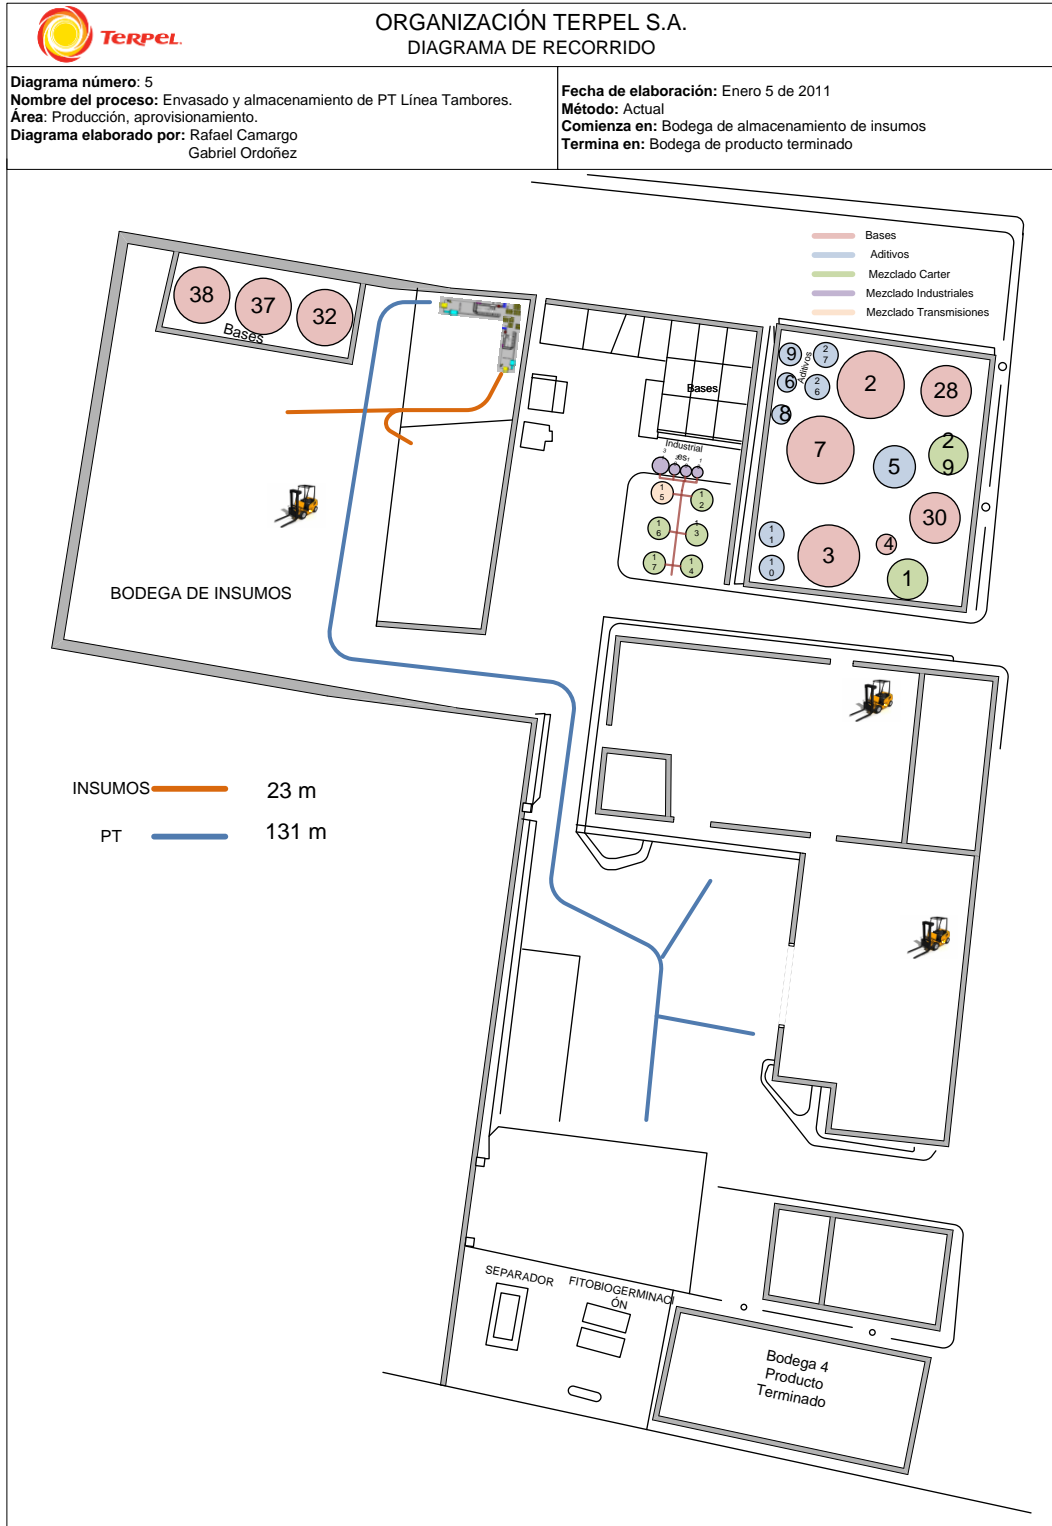 TERPEL.
ORGANIZACIÓN TERPEL S.A.
DIAGRAMA DE RECORRIDO
Diagrama número: 5
Nombre del proceso: Envasado y almacenamiento de PT Línea Tambores.
Área: Producción, aprovisionamiento.
Diagrama elaborado por: Rafael Camargo
Gabriel Ordoñez
Fecha de elaboración: Enero 5 de 2011
Método: Actual
Comienza en: Bodega de almacenamiento de insumos
Termina en: Bodega de producto terminado
Bases
Aditivos
Mezclado Carter
Mezclado Industriales
Mezclado Transmisiones
38
37
32
Bases
9
27
6
26
8
Aditivos
2
28
7
5
29
30
11
10
3
4
1
Bases
Industrial
es
15
12
16
13
17
14
BODEGA DE INSUMOS
INSUMOS
23 m
PT
131 m
SEPARADOR
FITOBIOGERMINACI
ÓN
Bodega 4
Producto
Terminado